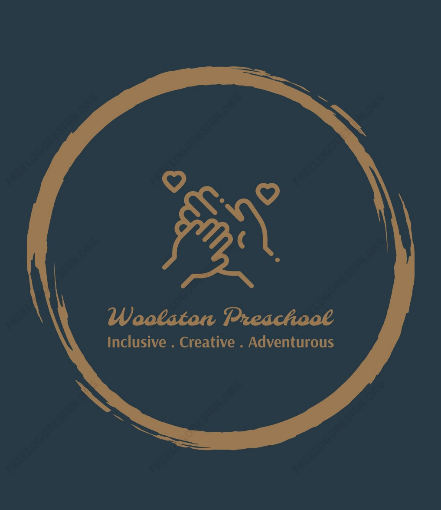 Woolston Preschool
Inclusive . Creative . Adventurous